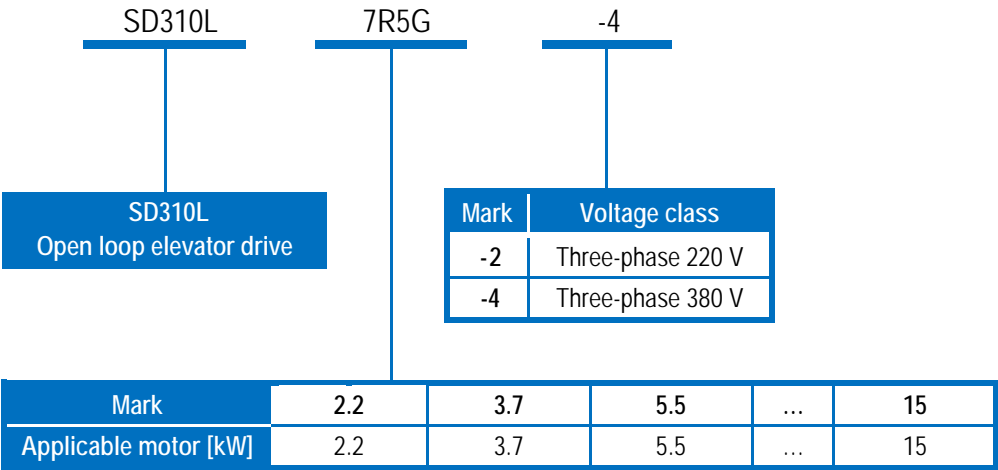 SD310L 7R5G -4
SD310L
Open loop elevator drive
Mark Voltage class
-2 Three-phase 220 V
-4 Three-phase 380 V
Mark 2.2 3.7 5.5 ... 15
Applicable motor [kW] 2.2 3.7 5.5 ... 15